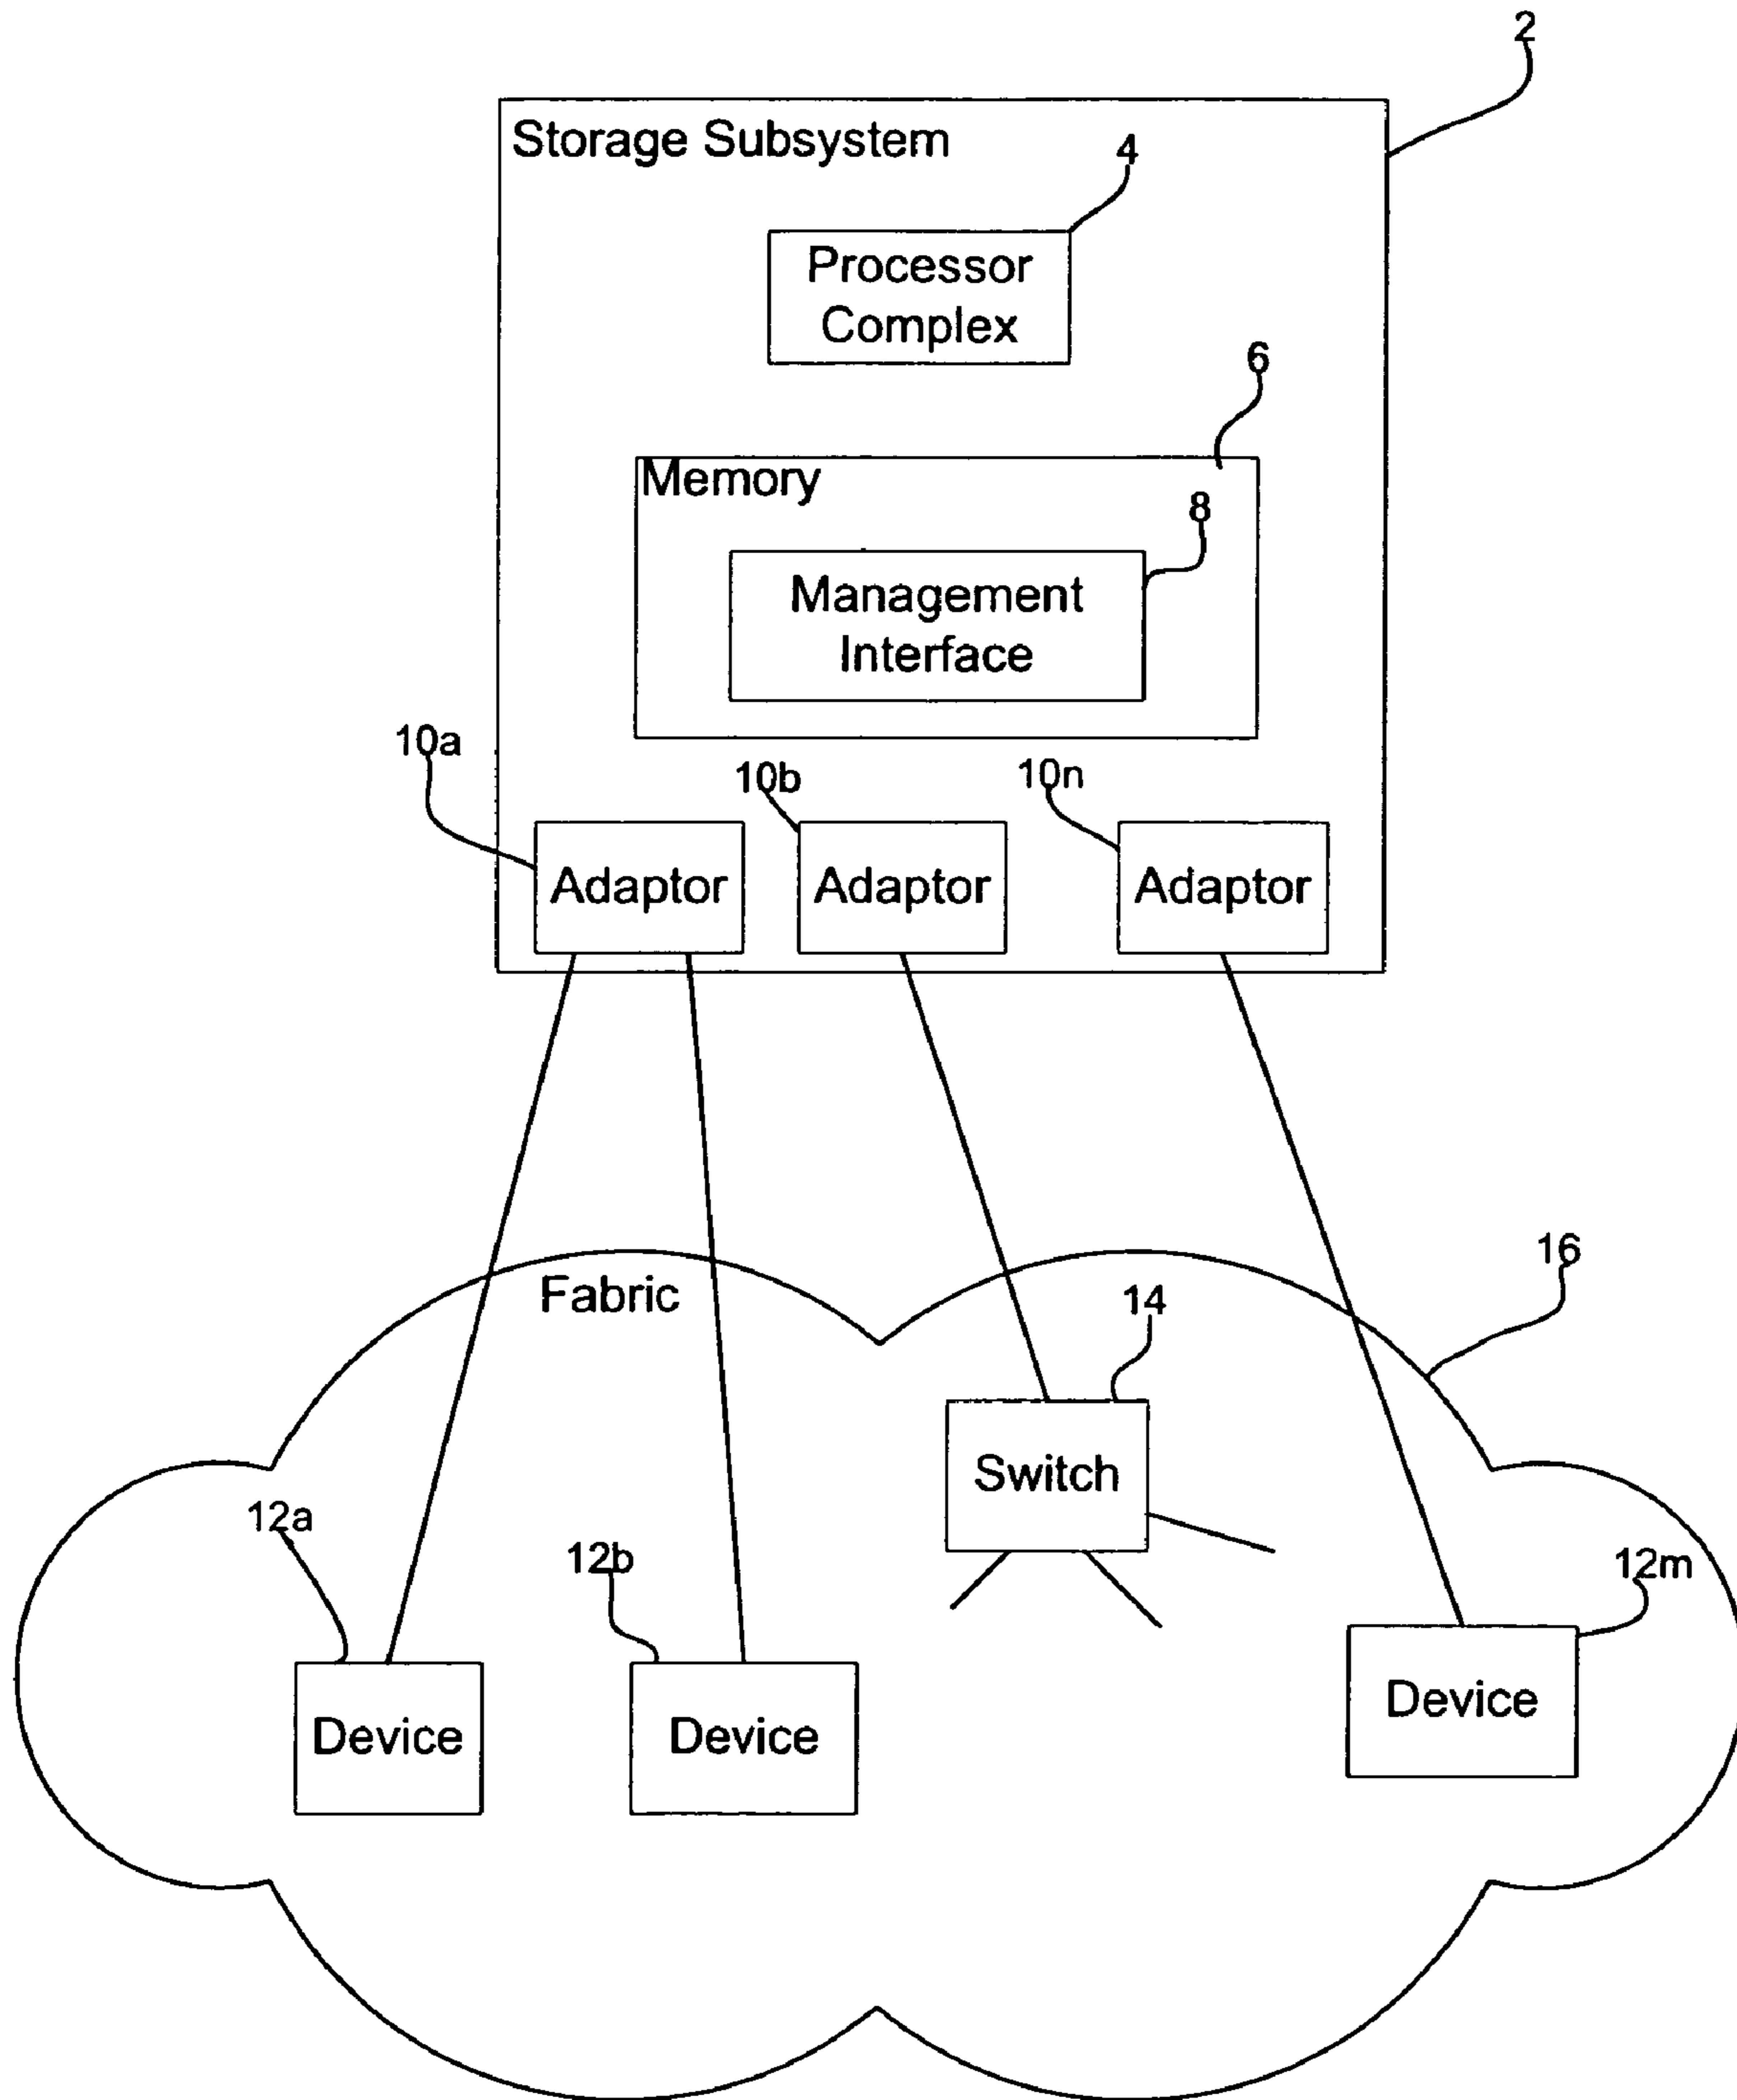 2
Storage Subsystem
4
Processor
Complex
6
Memory
8
Management
Interface
10a
10b
10n
Adaptor
Adaptor
Adaptor
16
Fabric
14
Switch
12a
12b
12m
Device
Device
Device